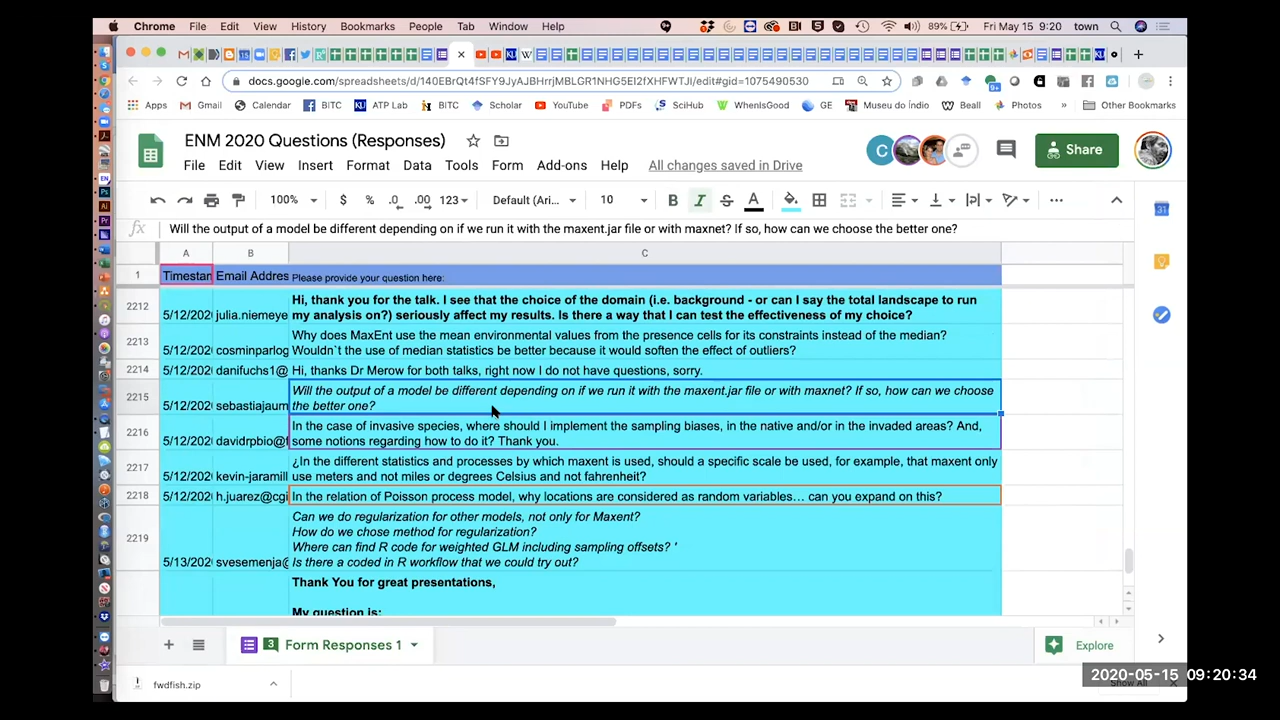 Chrome File Edit View History Bookmarks People Tab Window Help 89% Fri May 15 9:20 town
docs.google.com/spreadsheets/d/140EBrQt4fSFY9JyAJBHrrjMBLGR1NHG5EI2fXHFWTJI/edit#gid=1075490530
Apps Gmail Calendar BITC ATP Lab BITC Scholar YouTube PDFs SciHub WhenIsGood GE Museu do Índio Beall Photos » Other Bookmarks
ENM 2020 Questions (Responses)
File Edit View Insert Format Data Tools Form Add-ons Help All changes saved in Drive
C
Share
100% $ % .0 .00 123 Default (Ari... 10 B I S A
fx Will the output of a model be different depending on if we run it with the maxent.jar file or with maxnet? If so, how can we choose the better one?
A B C
1 Timestan Email Addres Please provide your question here:
2212 5/12/202 julia.niemeye Hi, thank you for the talk. I see that the choice of the domain (i.e. background - or can I say the total landscape to run
my analysis on?) seriously affect my results. Is there a way that I can test the effectiveness of my choice?
2213 5/12/202 cosminparlog Why does MaxEnt use the mean environmental values from the presence cells for its constraints instead of the median?
Wouldn`t the use of median statistics be better because it would soften the effect of outliers?
2214 5/12/202 danifuchs1@ Hi, thanks Dr Merow for both talks, right now I do not have questions, sorry.
2215 5/12/202 sebastiajaum Will the output of a model be different depending on if we run it with the maxent.jar file or with maxnet? If so, how can we choose
the better one?
2216 5/12/202 davidrpbio@f In the case of invasive species, where should I implement the sampling biases, in the native and/or in the invaded areas? And,
some notions regarding how to do it? Thank you.
2217 5/12/202 kevin-jaramill ¿In the different statistics and processes by which maxent is used, should a specific scale be used, for example, that maxent only
use meters and not miles or degrees Celsius and not fahrenheit?
2218 5/12/202 h.juarez@cgi In the relation of Poisson process model, why locations are considered as random variables... can you expand on this?
2219 5/13/202 svesemenja@ Can we do regularization for other models, not only for Maxent?
How do we chose method for regularization?
Where can find R code for weighted GLM including sampling offsets? '
Is there a coded in R workflow that we could try out?
Thank You for great presentations,
My question is:
3 Form Responses 1
Explore
fwdfish.zip
Show All
2020-05-15 09:20:34